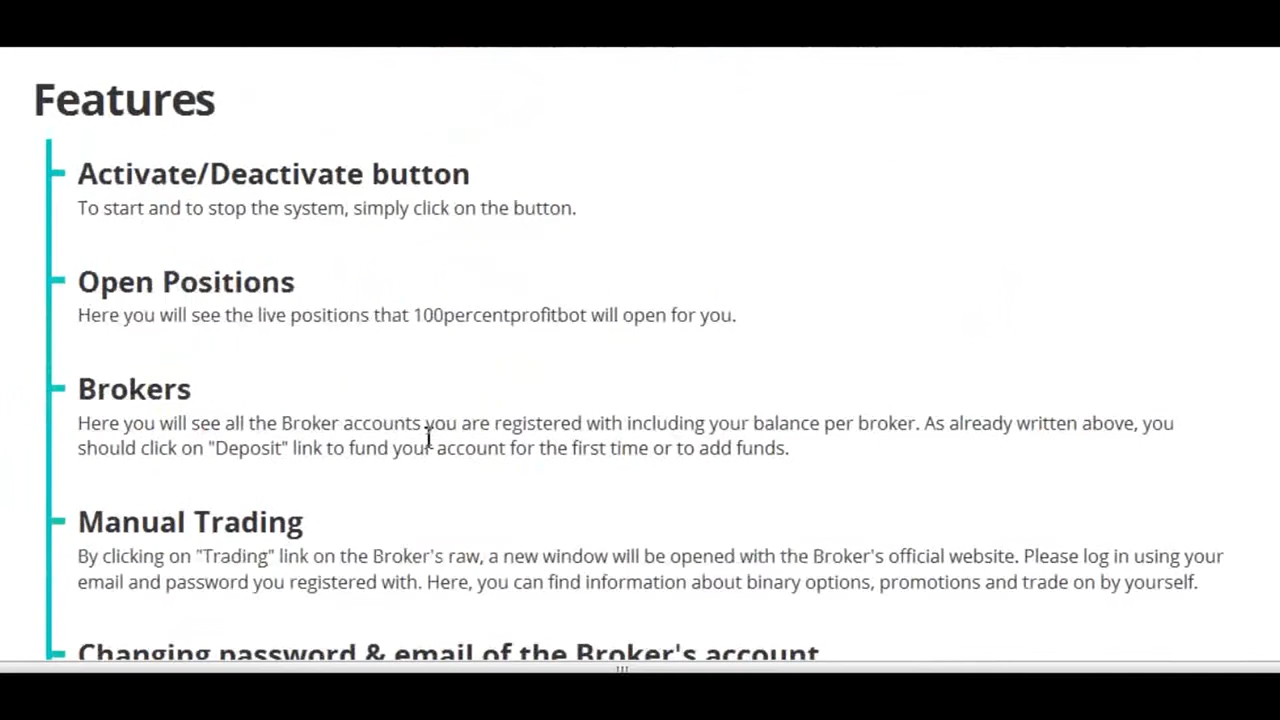 Features
Activate/Deactivate button
To start and to stop the system, simply click on the button.
Open Positions
Here you will see the live positions that 100percentprofitbot will open for you.
Brokers
Here you will see all the Broker accounts you are registered with including your balance per broker. As already written above, you
should click on "Deposit" link to fund your account for the first time or to add funds.
Manual Trading
By clicking on "Trading" link on the Broker's raw, a new window will be opened with the Broker's official website. Please log in using your
email and password you registered with. Here, you can find information about binary options, promotions and trade on by yourself.
Changing password & email of the Broker's account